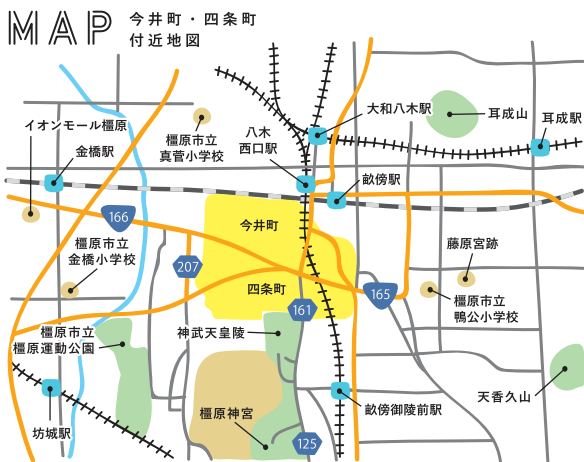 MAP
今井町・四条町
付近地図
大和八木駅
耳成山
耳成駅
イオンモール橿原
橿原市立
真菅小学校
八木
西口駅
金橋駅
畝傍駅
166
今井町
橿原市立
金橋小学校
藤原宮跡
207
四条町
165
橿原市立
鴨公小学校
161
橿原市立
橿原運動公園
神武天皇陵
天香久山
坊城駅
橿原神宮
畝傍御陵前駅
125